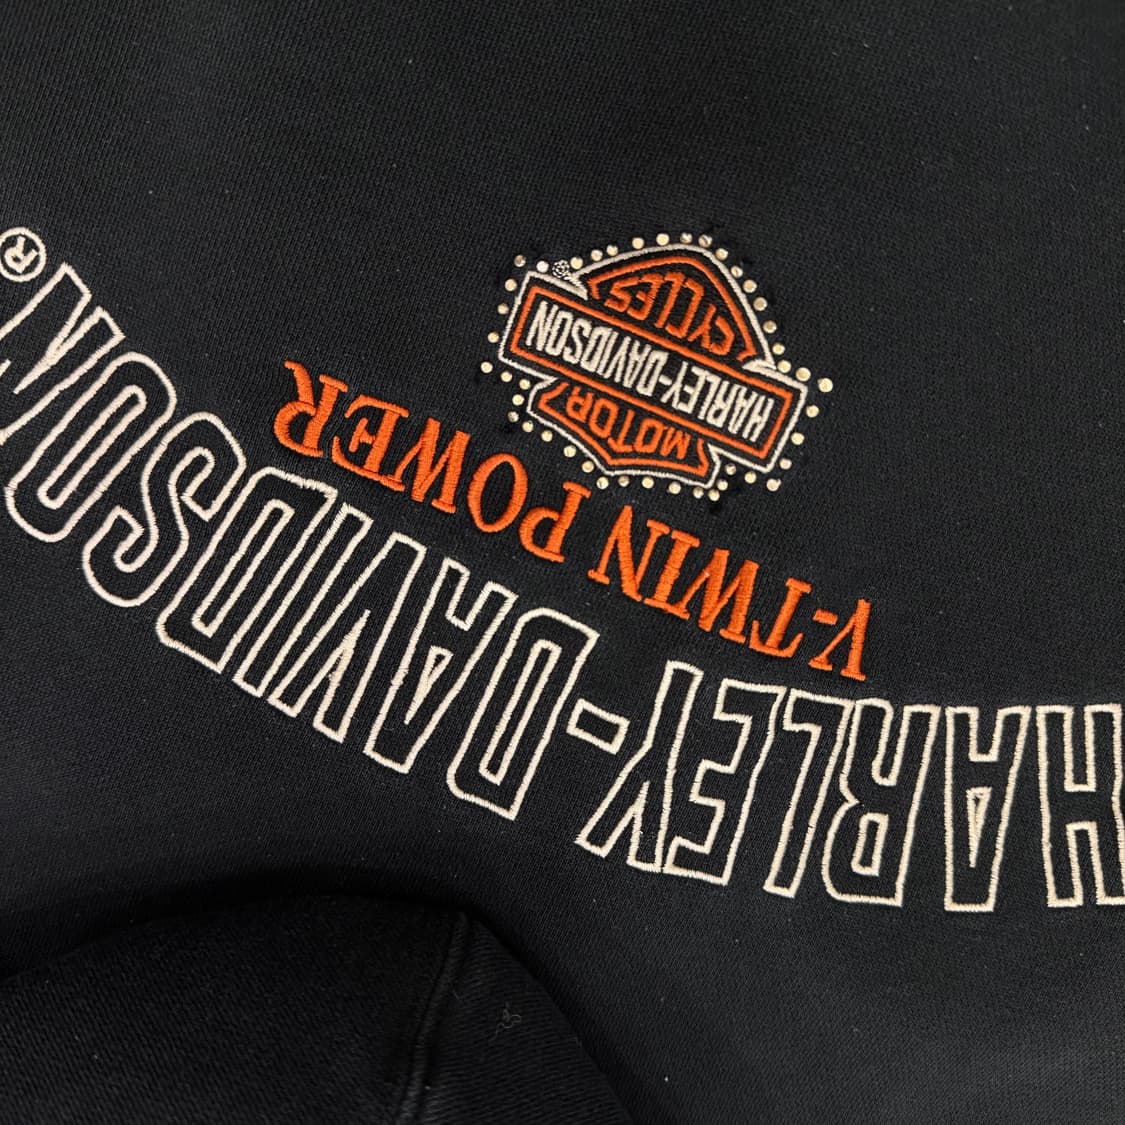 HARLEY-DAVIDSON®
V-TWIN POWER
MOTOR
HARLEY-DAVIDSON
CYCLES